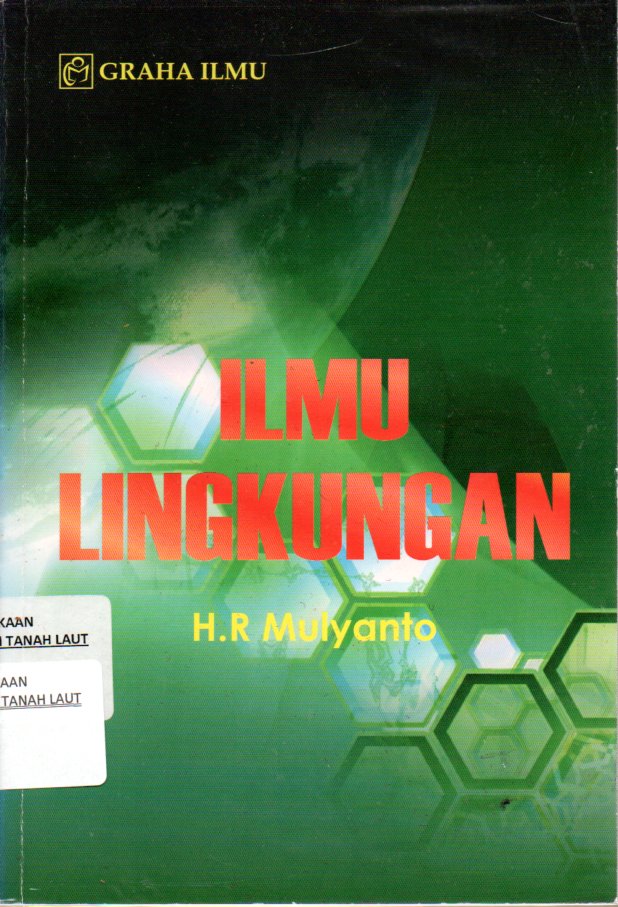 GRAHA ILMU
ILMU
LINGKUNGAN
H.R Mulyanto
KAAN
TANAH LAUT
AAN
TANAH LAUT